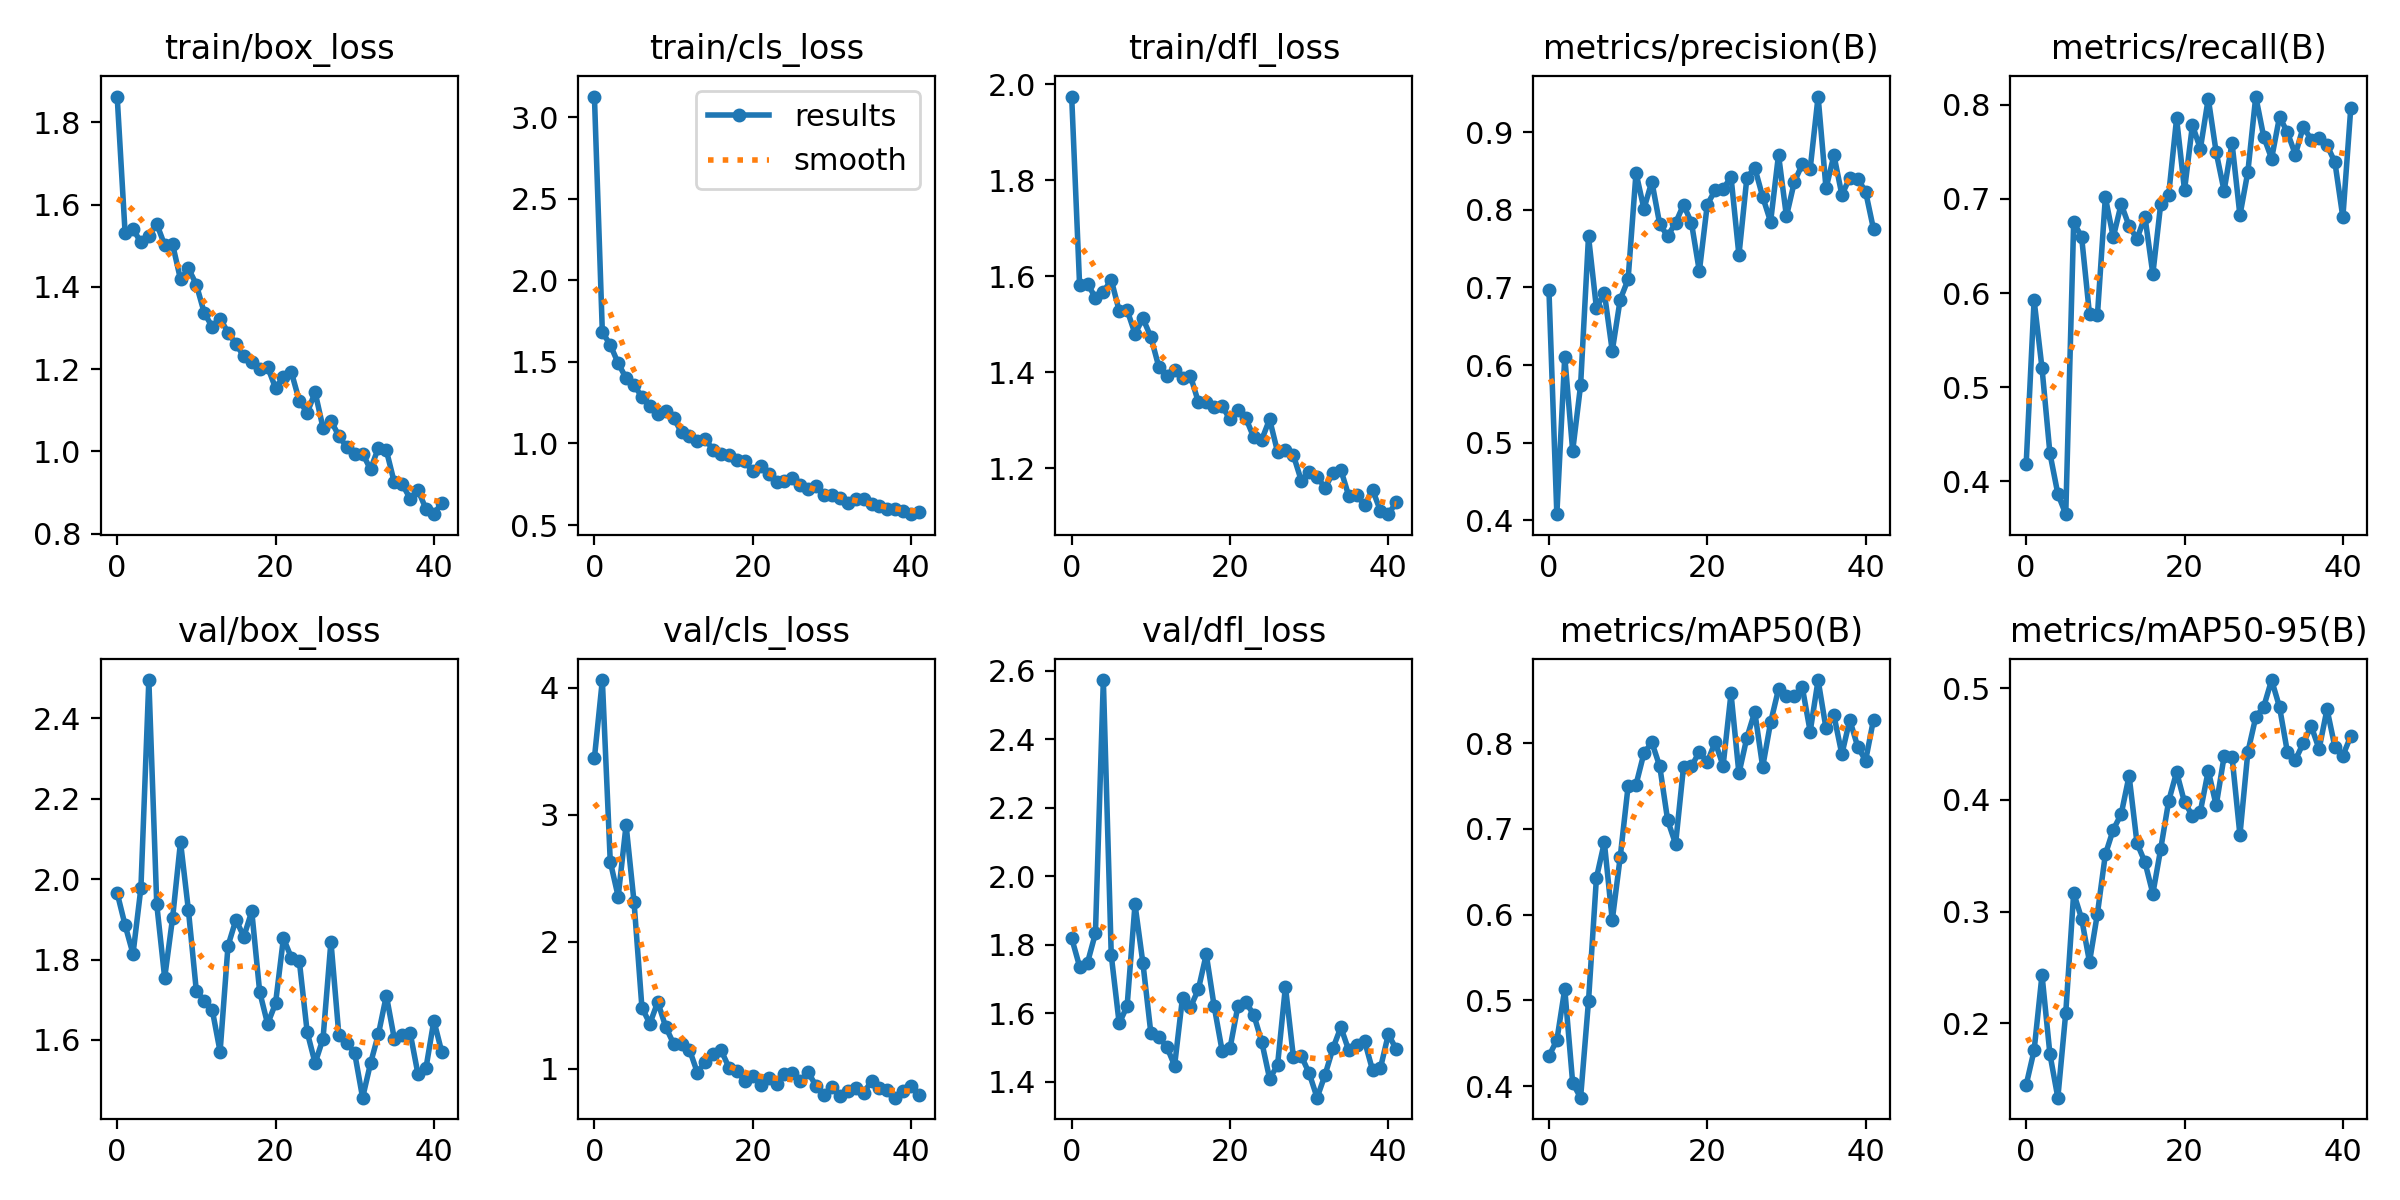 train/box_loss
1.8
1.6
1.4
1.2
1.0
0.8
0 20 40
train/cls_loss
results
smooth
3.0
2.5
2.0
1.5
1.0
0.5
0 20 40
train/dfl_loss
2.0
1.8
1.6
1.4
1.2
0 20 40
metrics/precision(B)
0.9
0.8
0.7
0.6
0.5
0.4
0 20 40
metrics/recall(B)
0.8
0.7
0.6
0.5
0.4
0 20 40
val/box_loss
2.4
2.2
2.0
1.8
1.6
0 20 40
val/cls_loss
4
3
2
1
0 20 40
val/dfl_loss
2.6
2.4
2.2
2.0
1.8
1.6
1.4
0 20 40
metrics/mAP50(B)
0.8
0.7
0.6
0.5
0.4
0 20 40
metrics/mAP50-95(B)
0.5
0.4
0.3
0.2
0 20 40